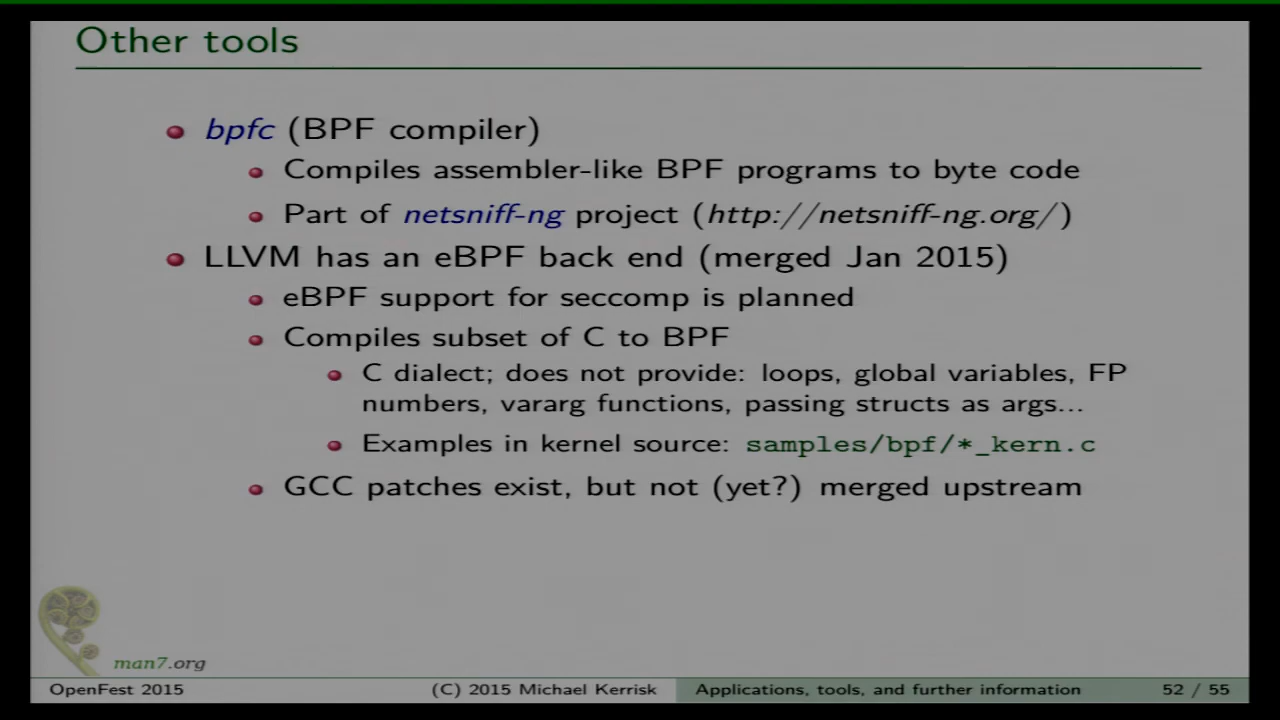 Other tools
bpfc (BPF compiler)
Compiles assembler-like BPF programs to byte code
Part of netsniff-ng project (http://netsniff-ng.org/)
LLVM has an eBPF back end (merged Jan 2015)
eBPF support for seccomp is planned
Compiles subset of C to BPF
C dialect; does not provide: loops, global variables, FP
numbers, vararg functions, passing structs as args...
Examples in kernel source: samples/bpf/*_kern.c
GCC patches exist, but not (yet?) merged upstream
man7.org
OpenFest 2015 (C) 2015 Michael Kerrisk Applications, tools, and further information 52 / 55